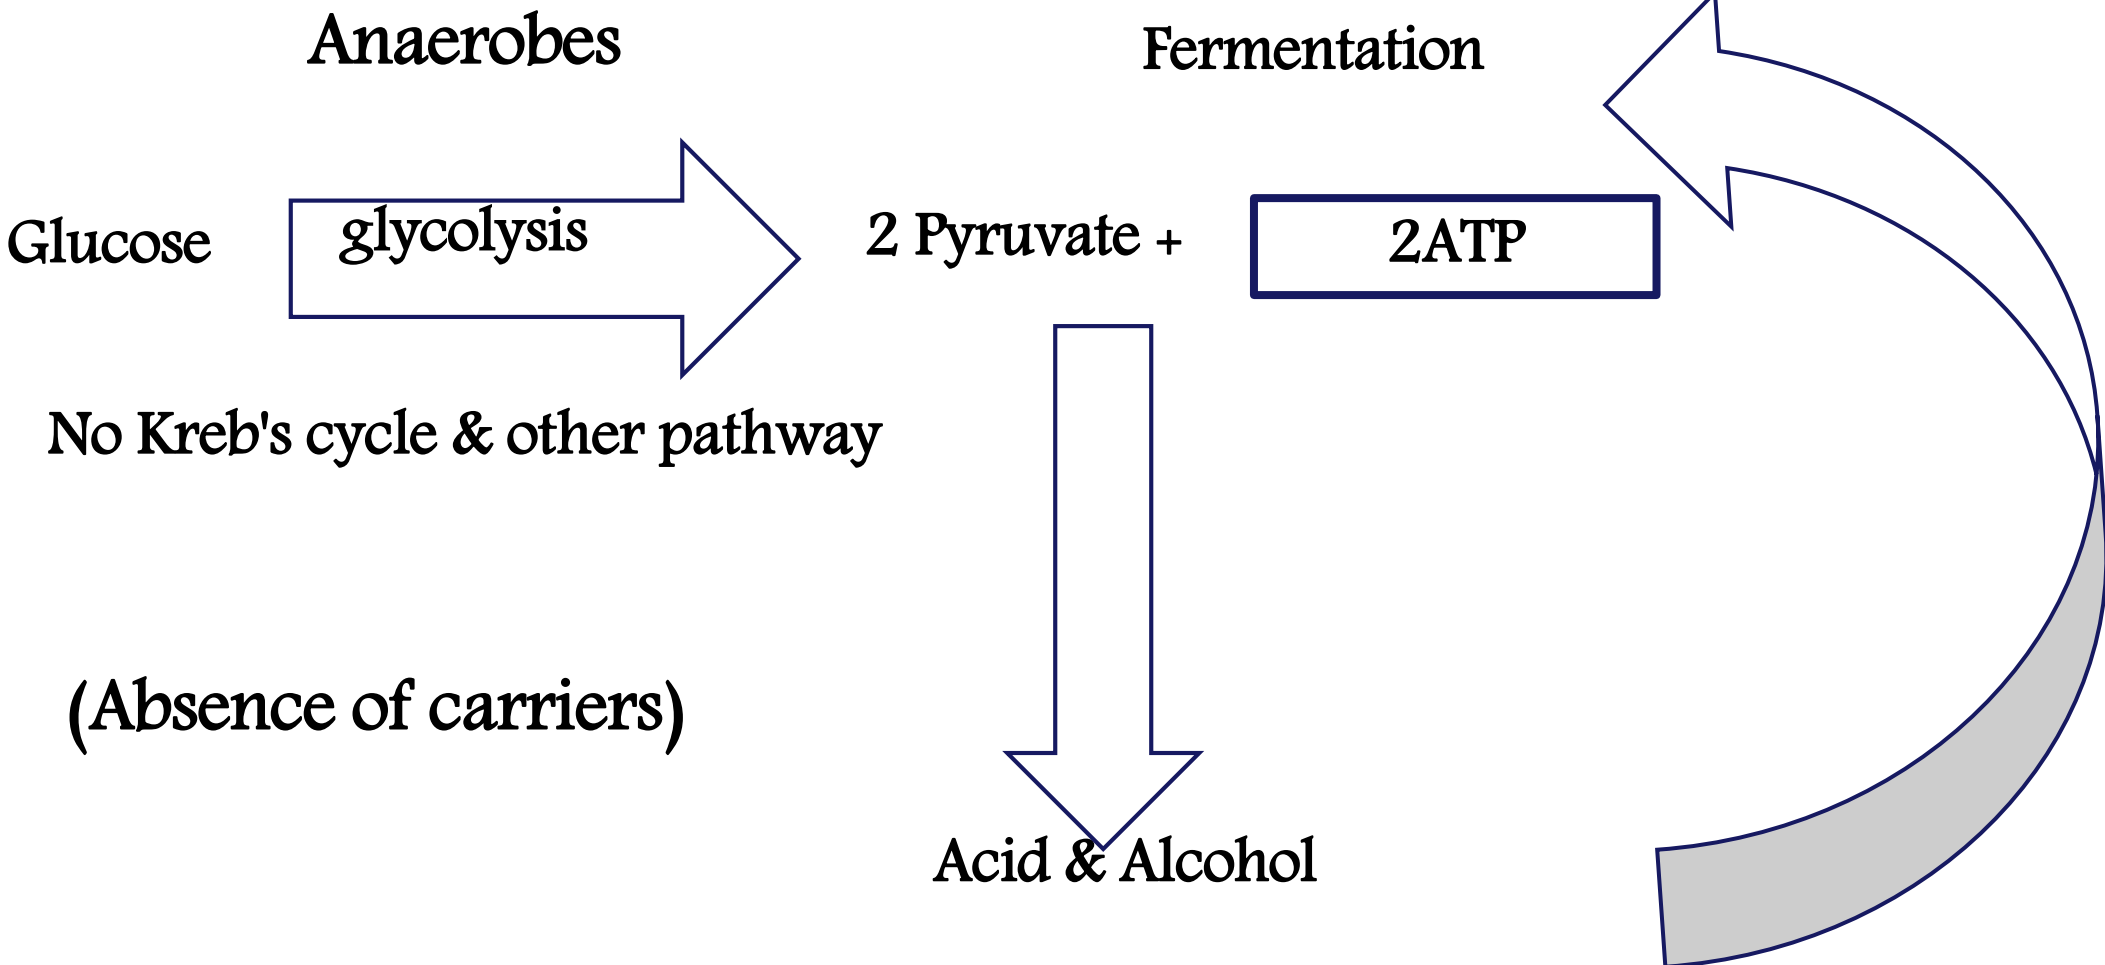 Anaerobes
Fermentation
Glucose
glycolysis
2 Pyruvate +
2ATP
No Kreb's cycle & other pathway
(Absence of carriers)
Acid & Alcohol